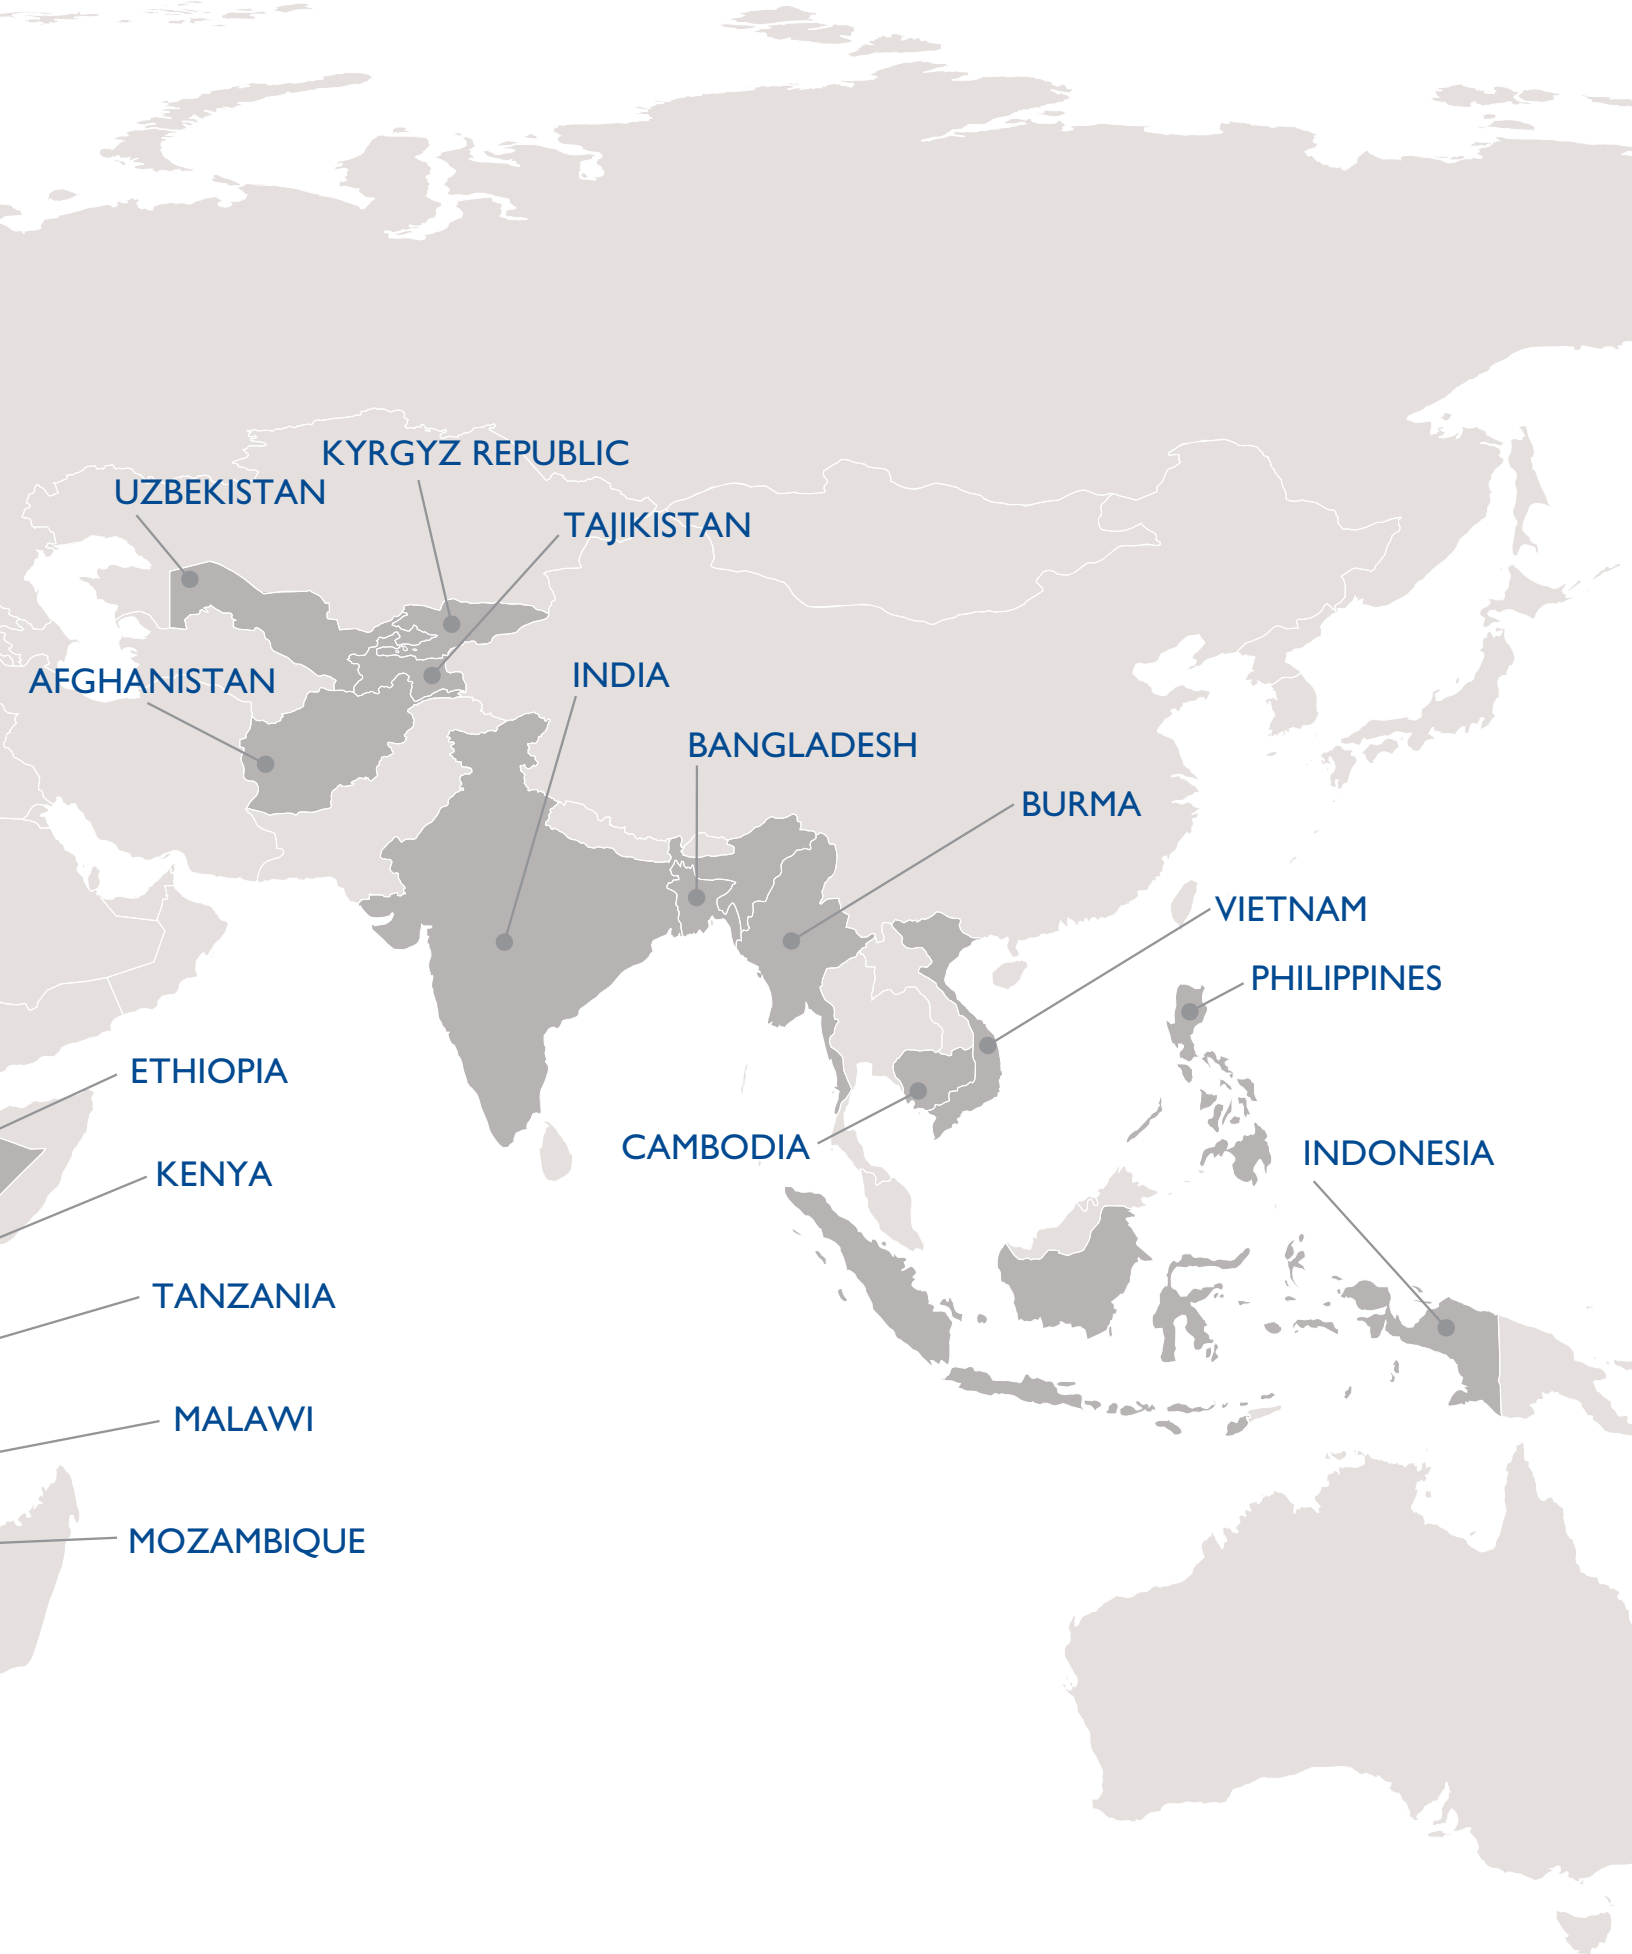 KYRGYZ REPUBLIC
UZBEKISTAN
TAJIKISTAN
AFGHANISTAN
INDIA
BANGLADESH
BURMA
VIETNAM
PHILIPPINES
ETHIOPIA
CAMBODIA
INDONESIA
KENYA
TANZANIA
MALAWI
MOZAMBIQUE